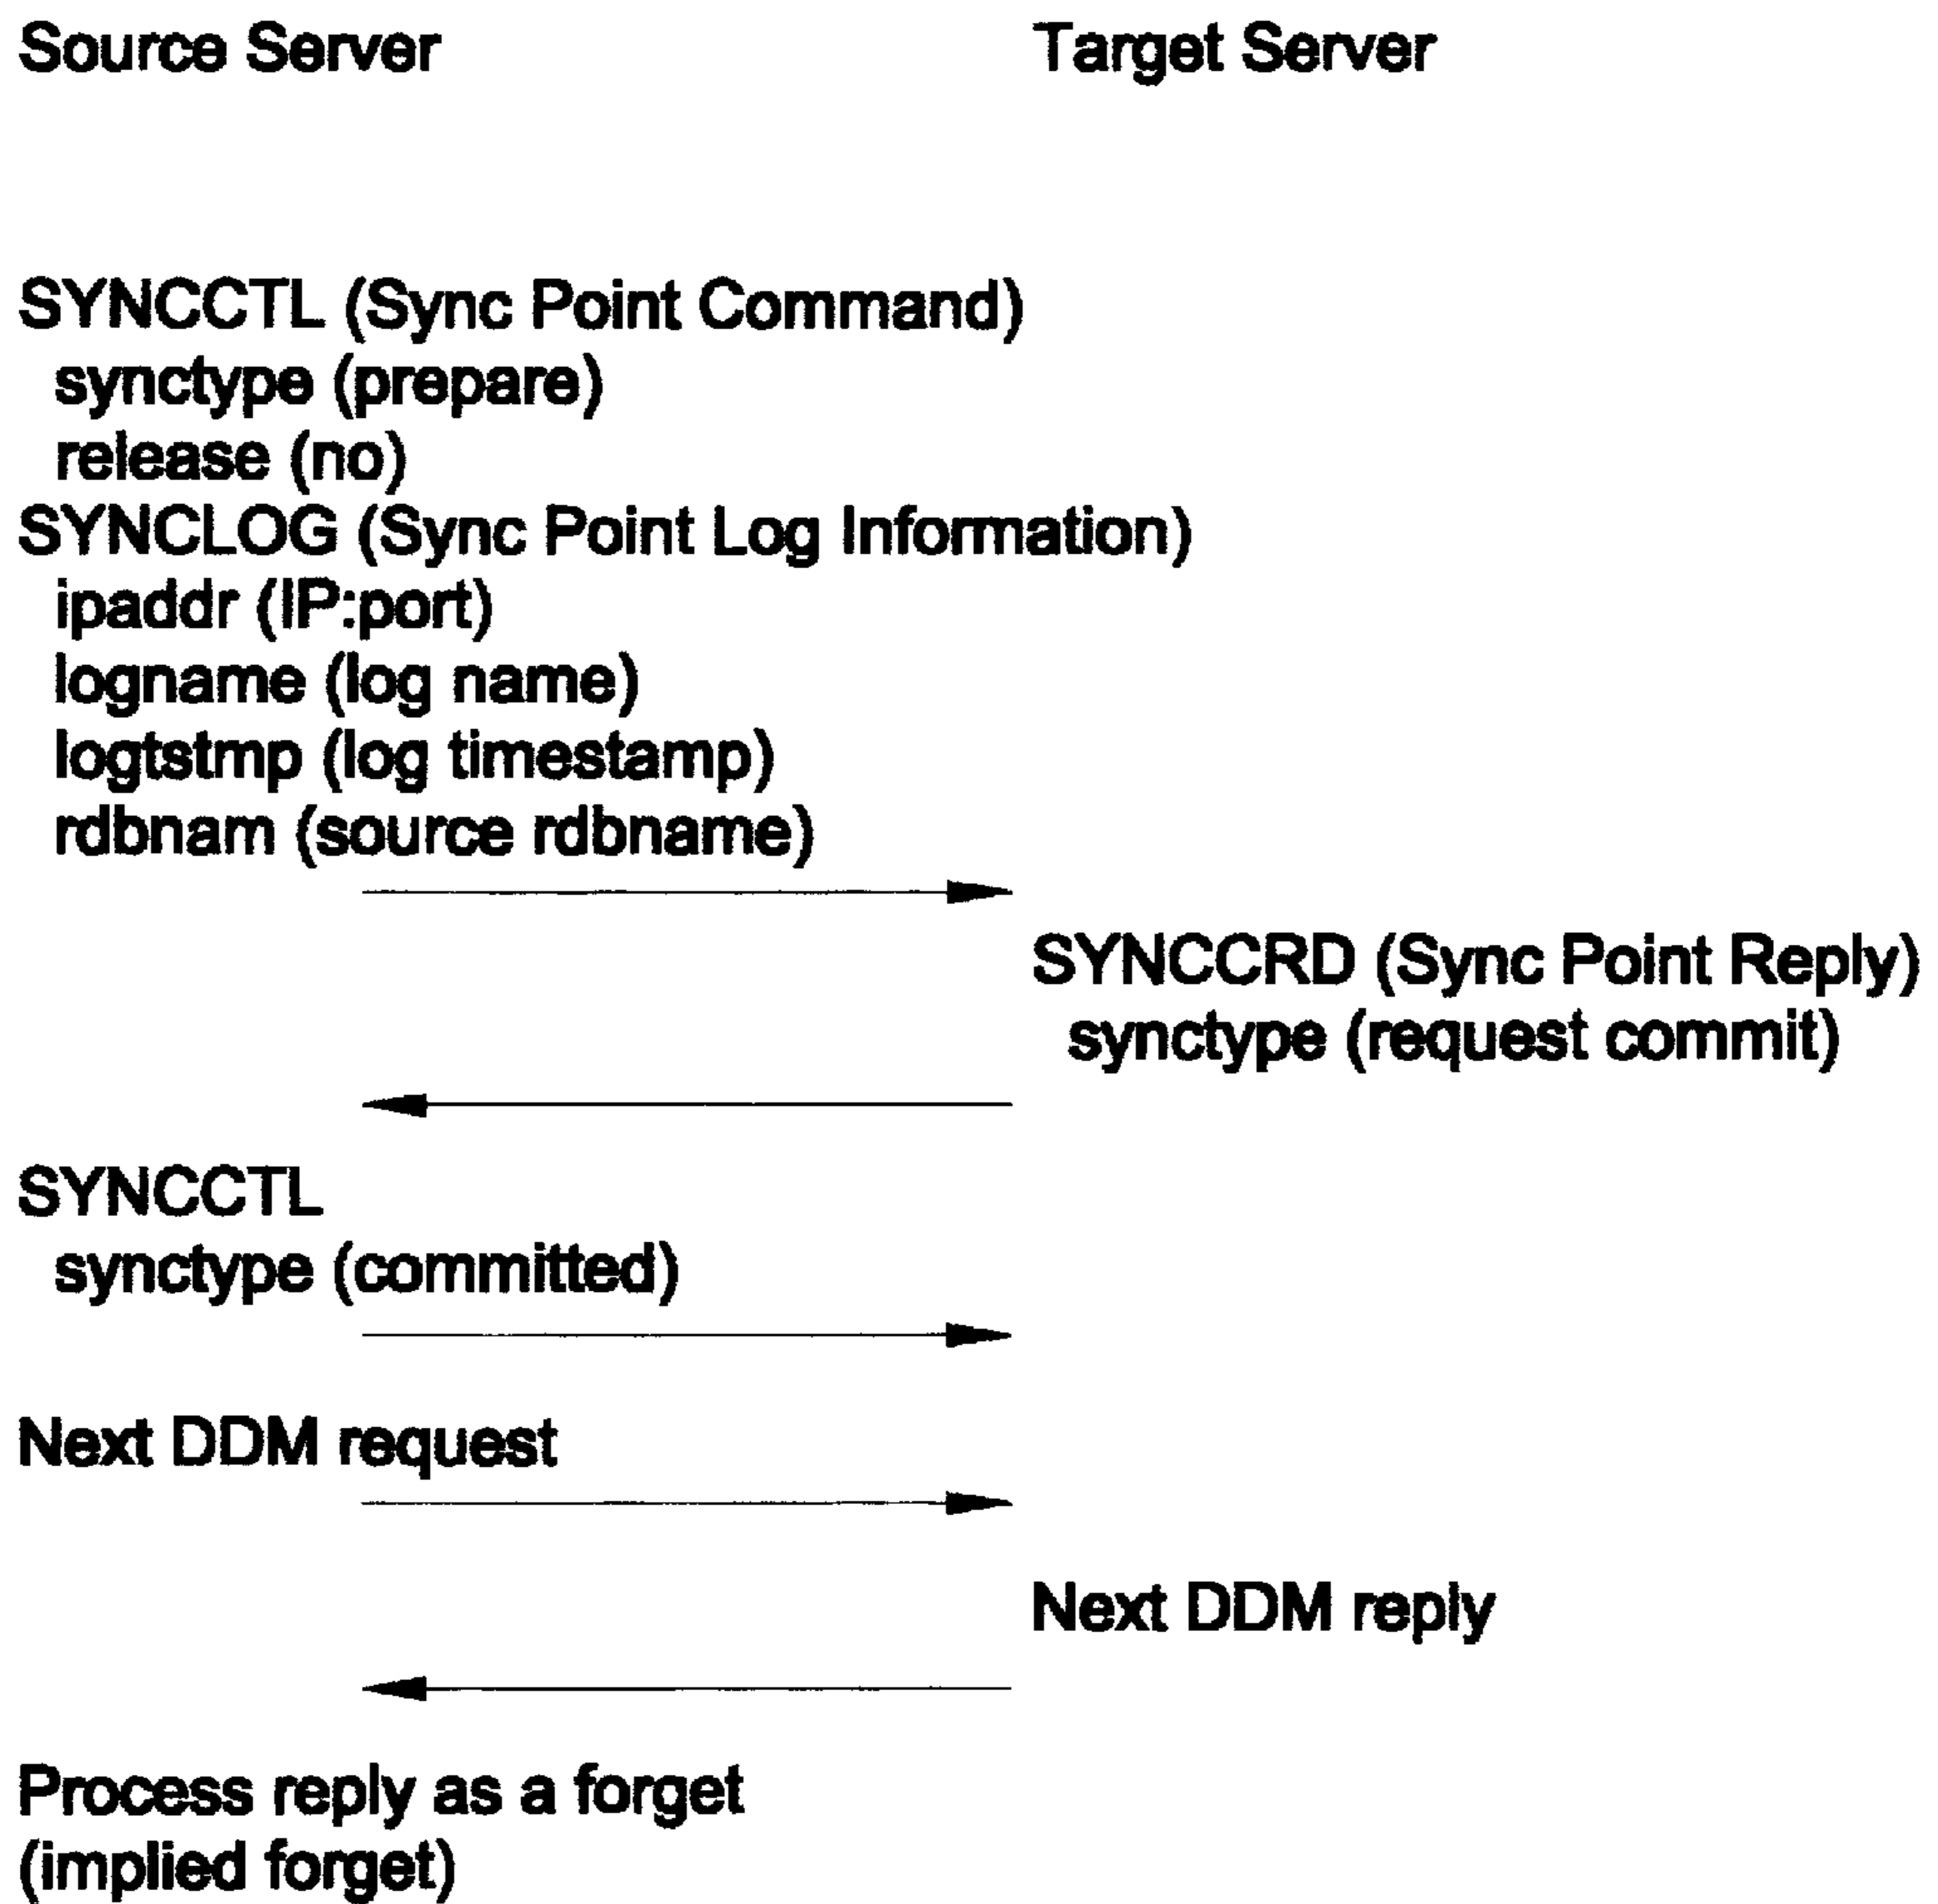 Source Server
Target Server
SYNCCTL (Sync Point Command)
synctype (prepare)
release (no)
SYNCLOG (Sync Point Log Information)
ipaddr (IP:port)
logname (log name)
logtstmp (log timestamp)
rdbnam (source rdbname)
SYNCCRD (Sync Point Reply)
synctype (request commit)
SYNCCTL
synctype (committed)
Next DDM request
Next DDM reply
Process reply as a forget
(implied forget)